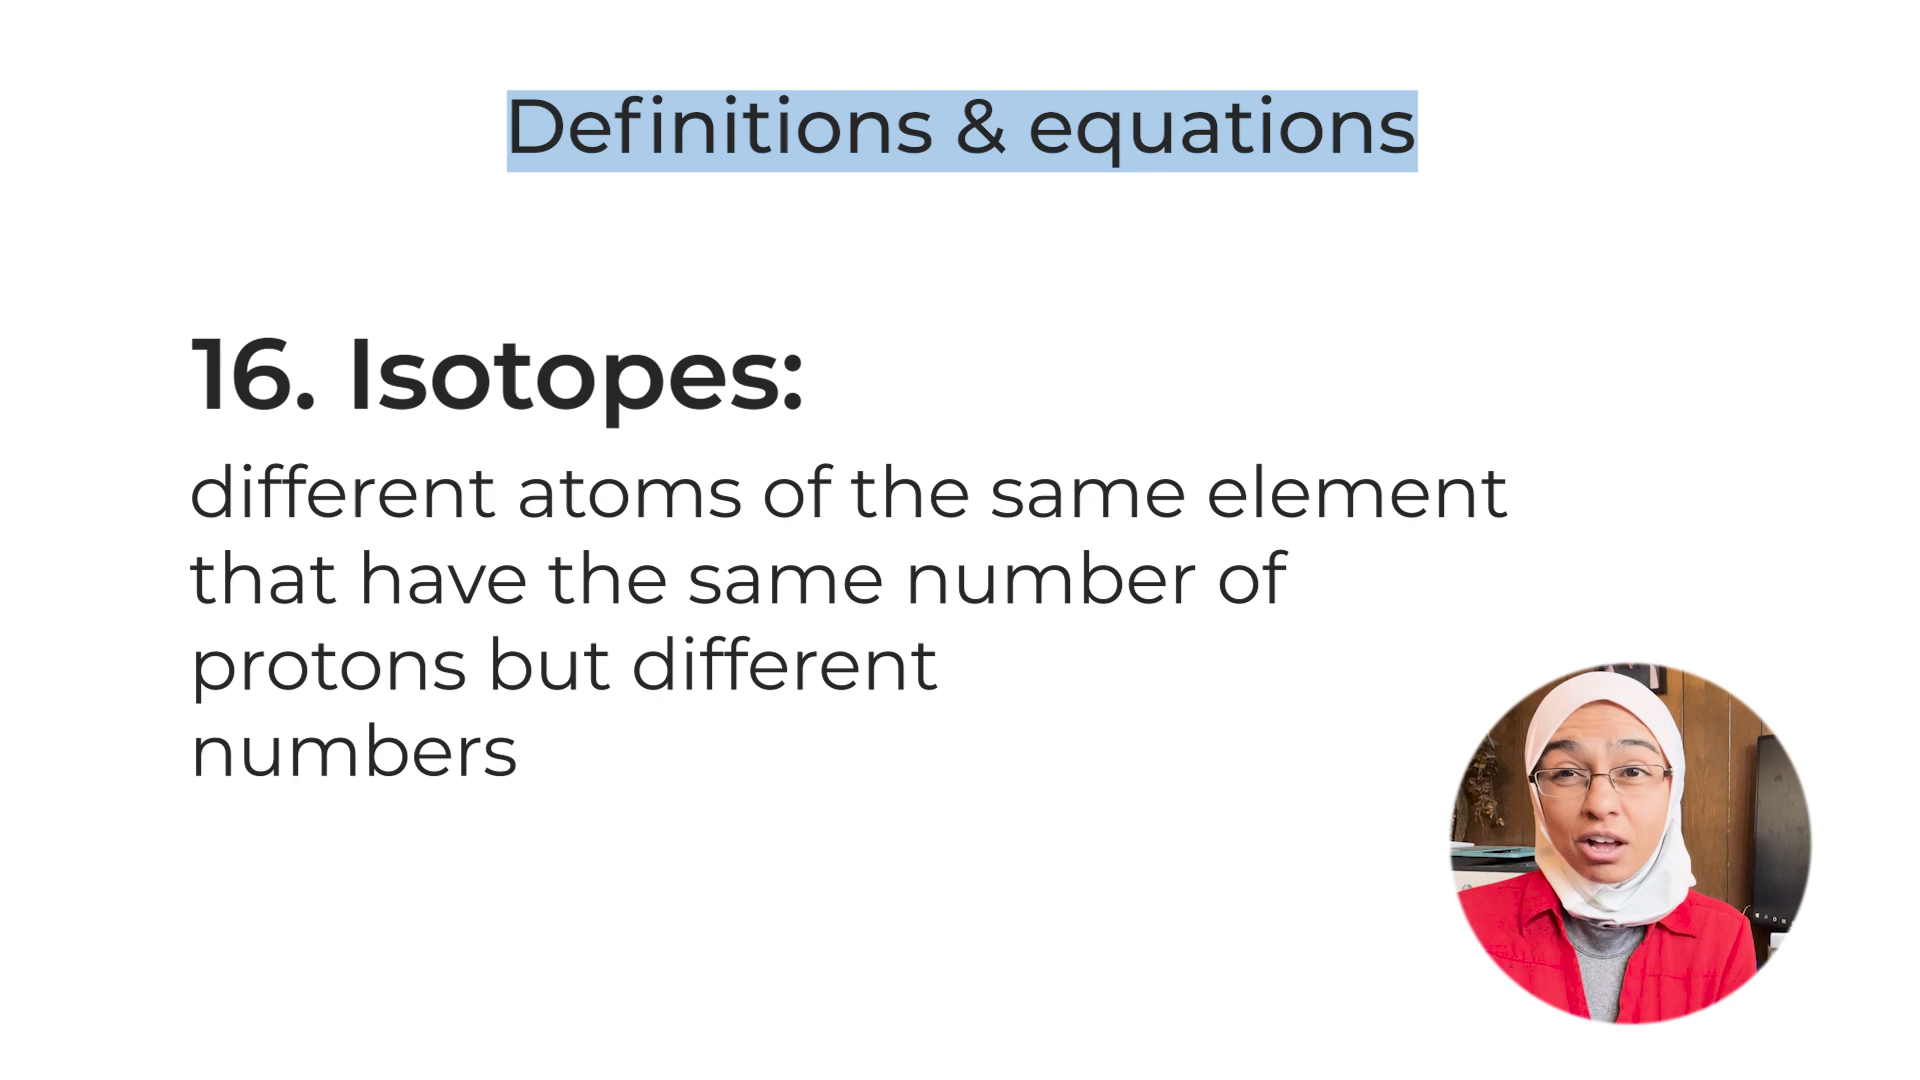 Definitions & equations
16. Isotopes:
different atoms of the same element
that have the same number of
protons but different
numbers